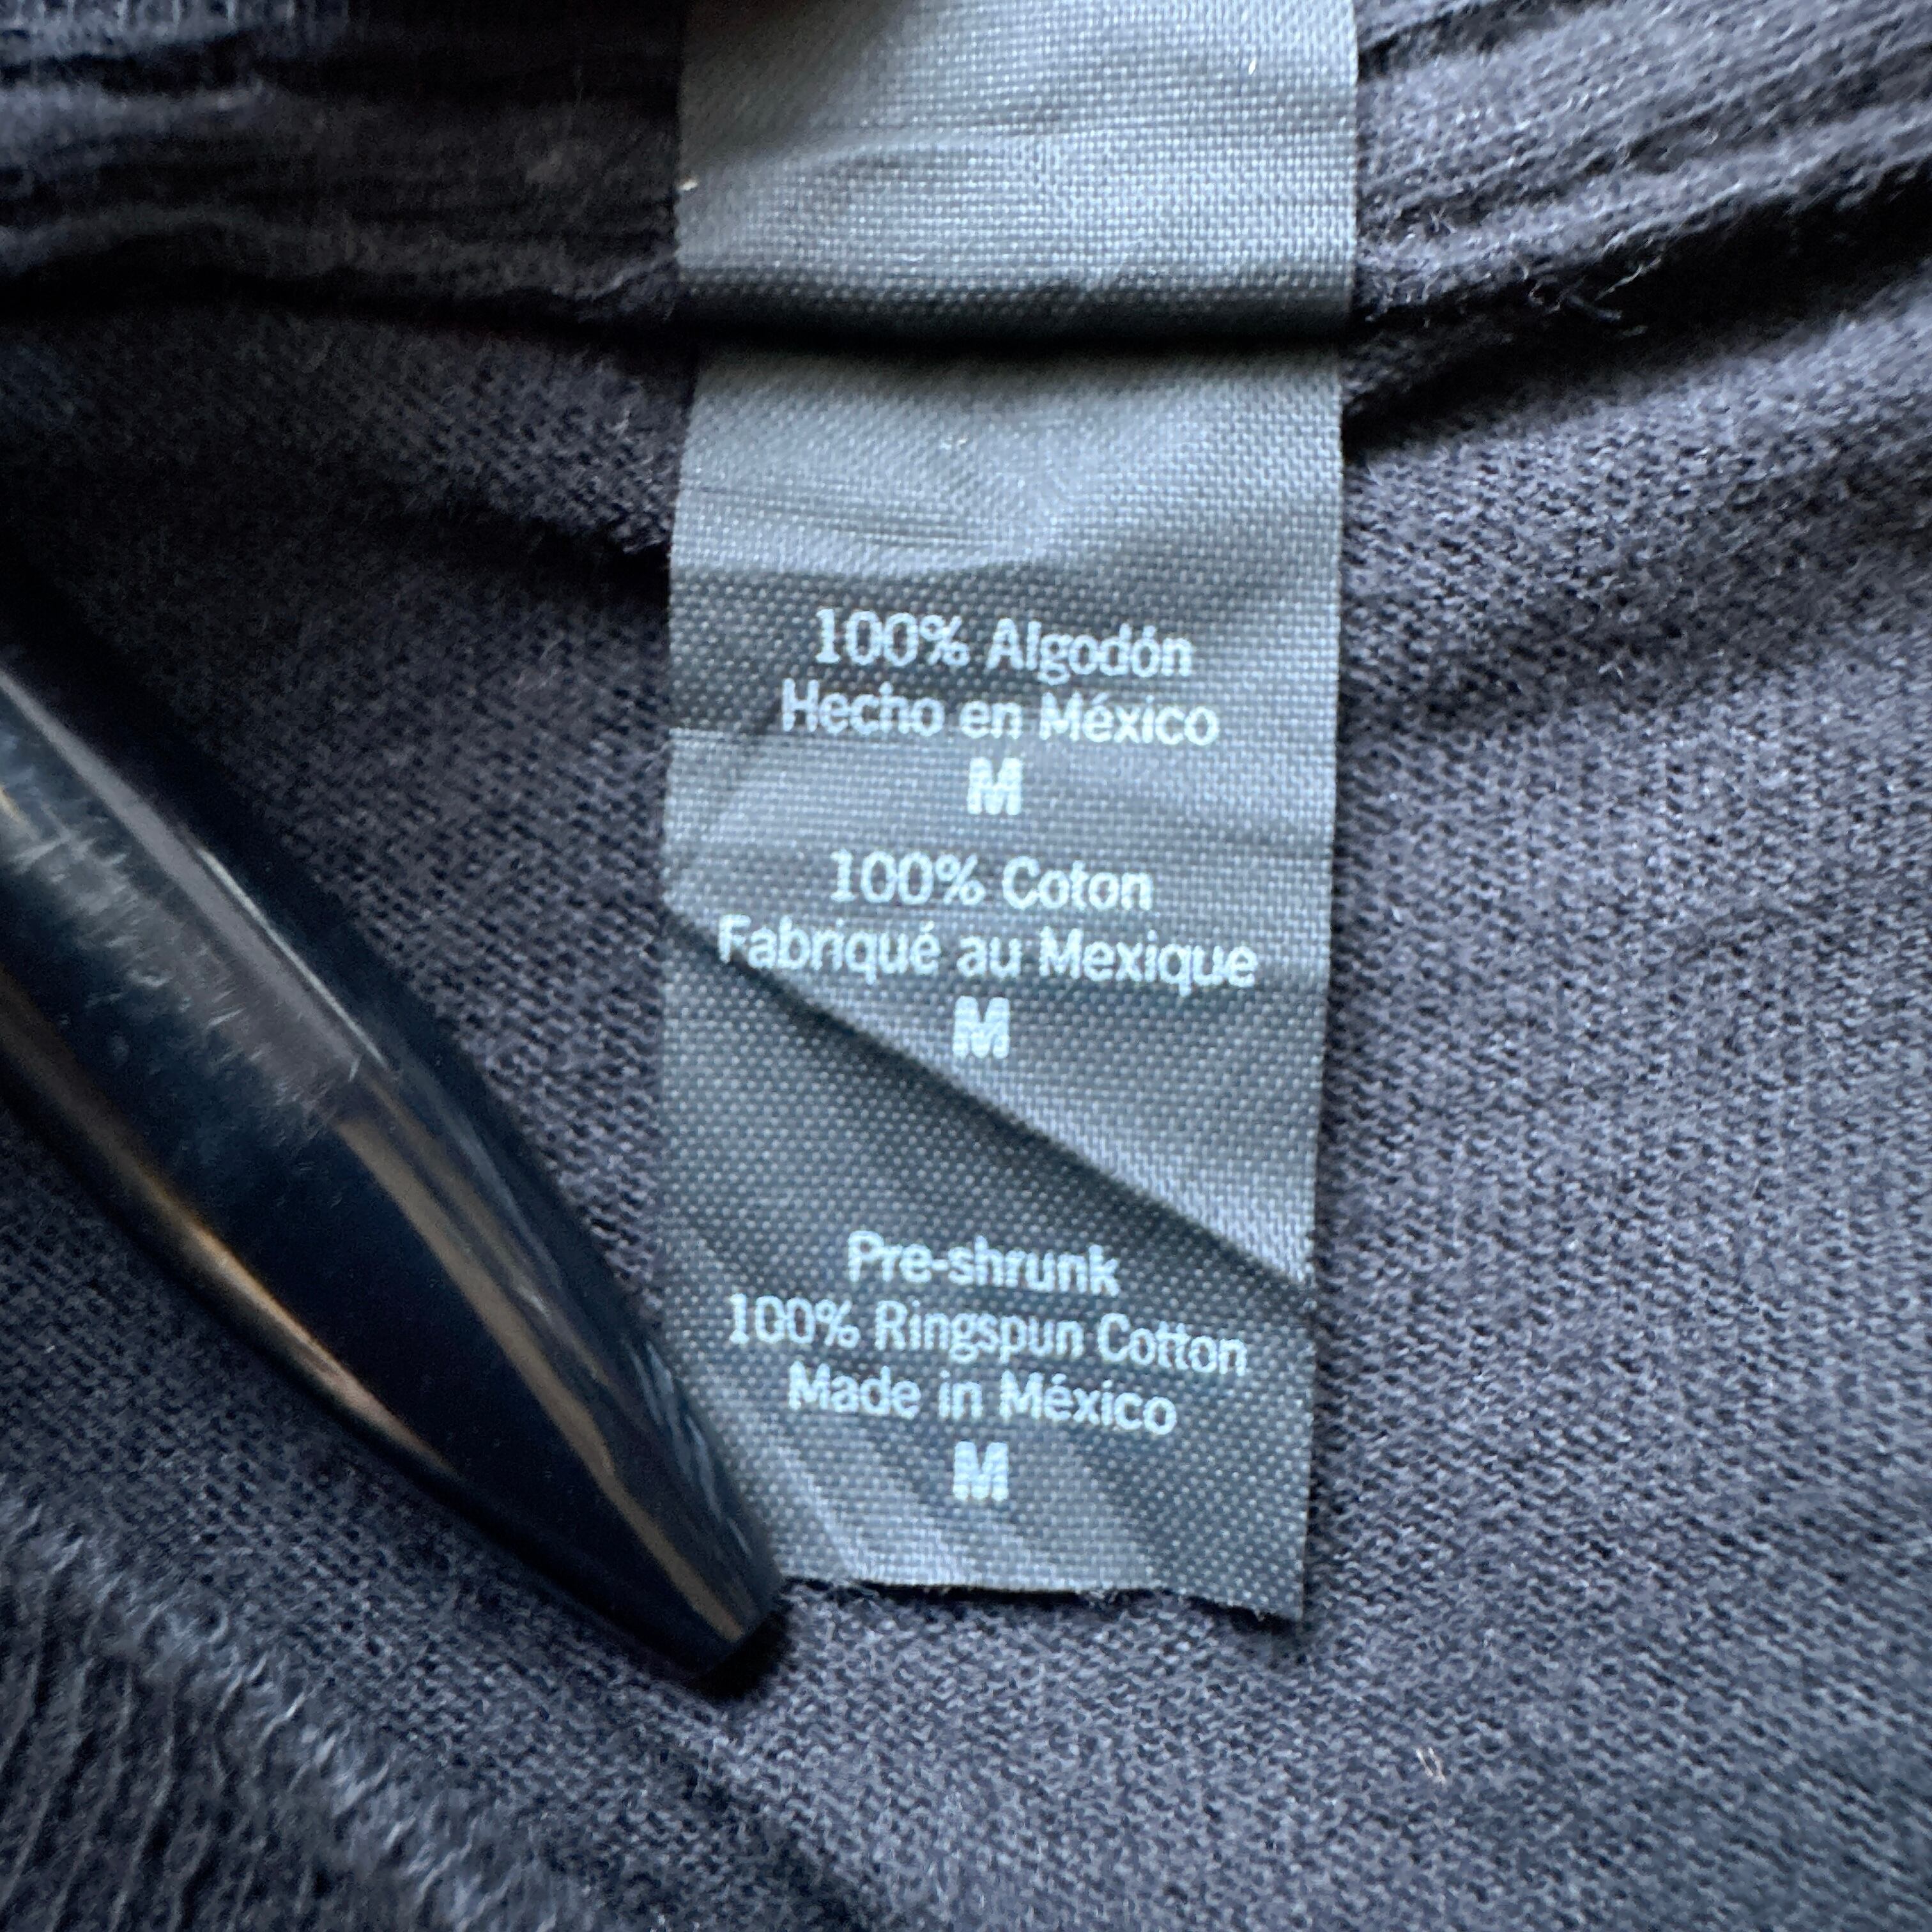 100% Algodón
Hecho en México
M
100% Coton
Fabriqué au Mexique
M
Pre-shrunk
100% Ringspun Cotton
Made in México
M